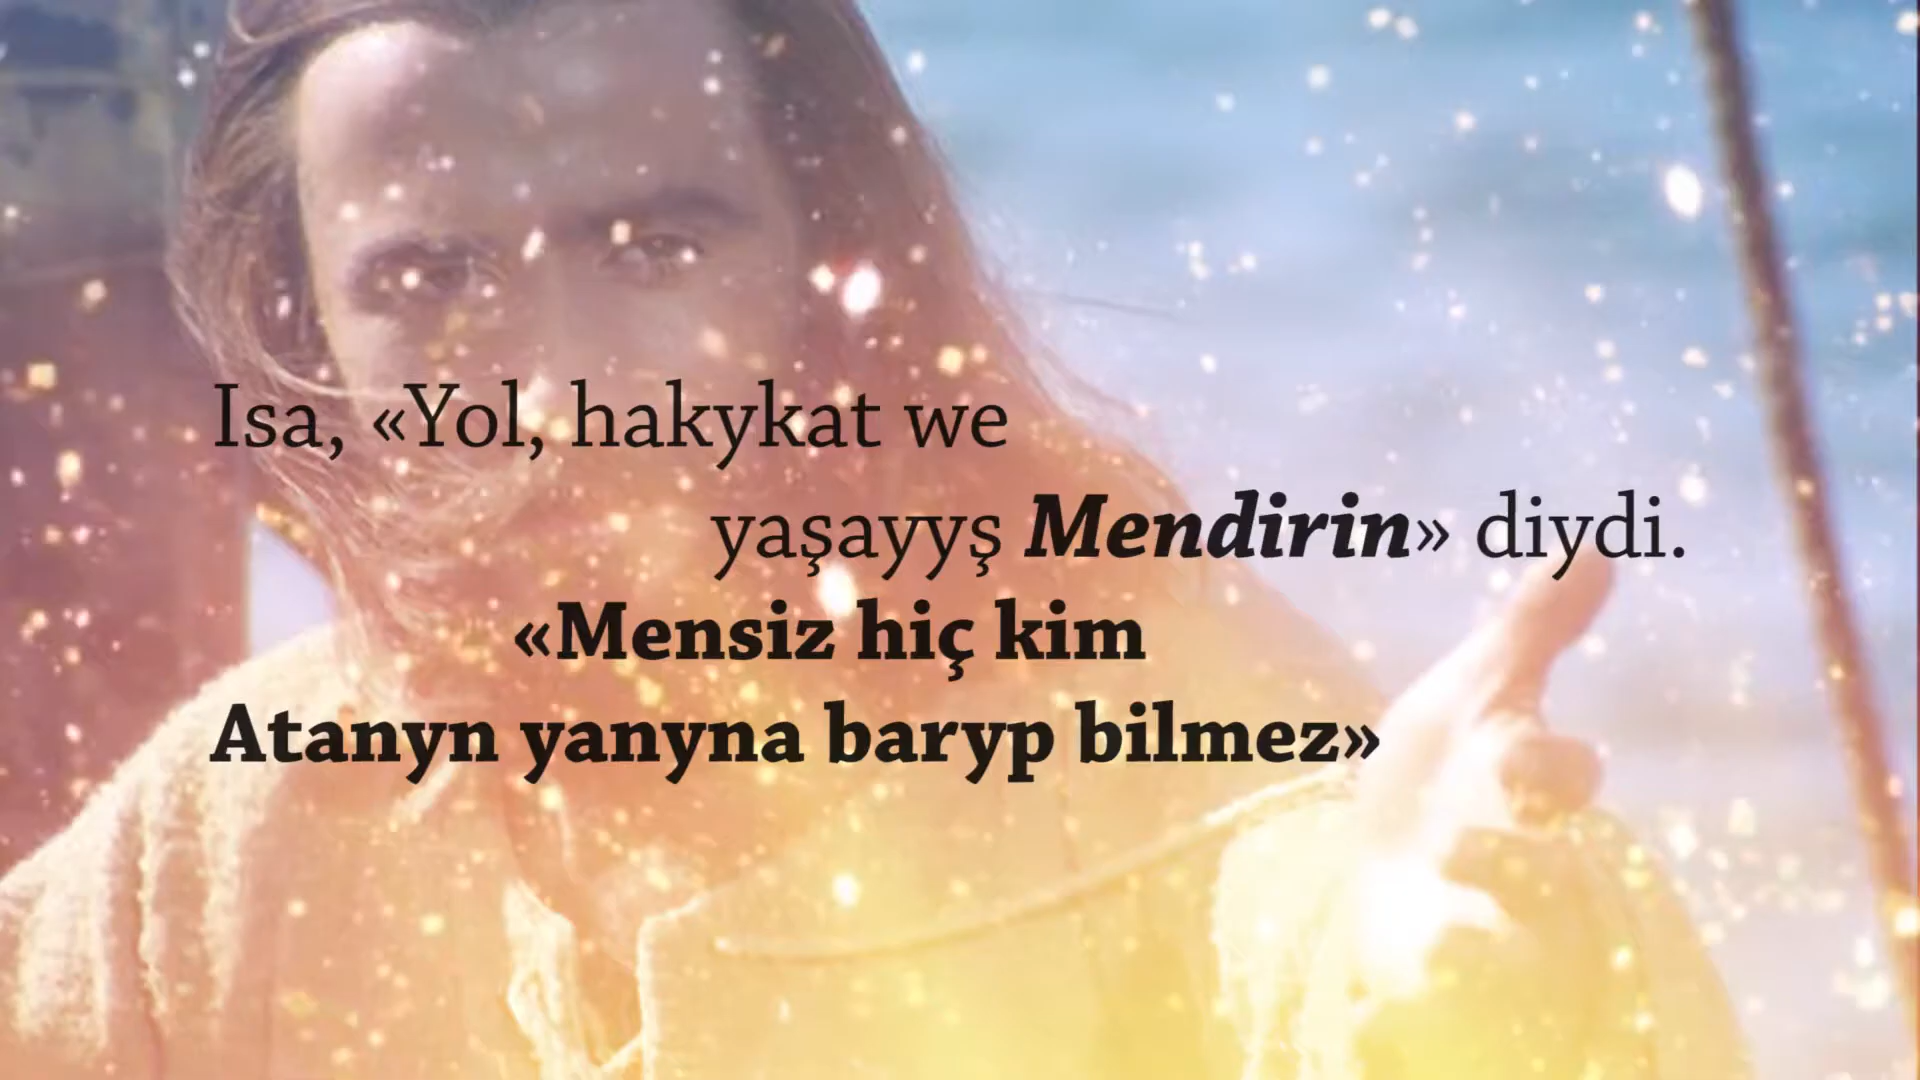 Isa, «Yol, hakykat we
yaşayyş Mendirin» diydi.
«Mensiz hiç kim
Atanyn yanyna baryp bilmez»